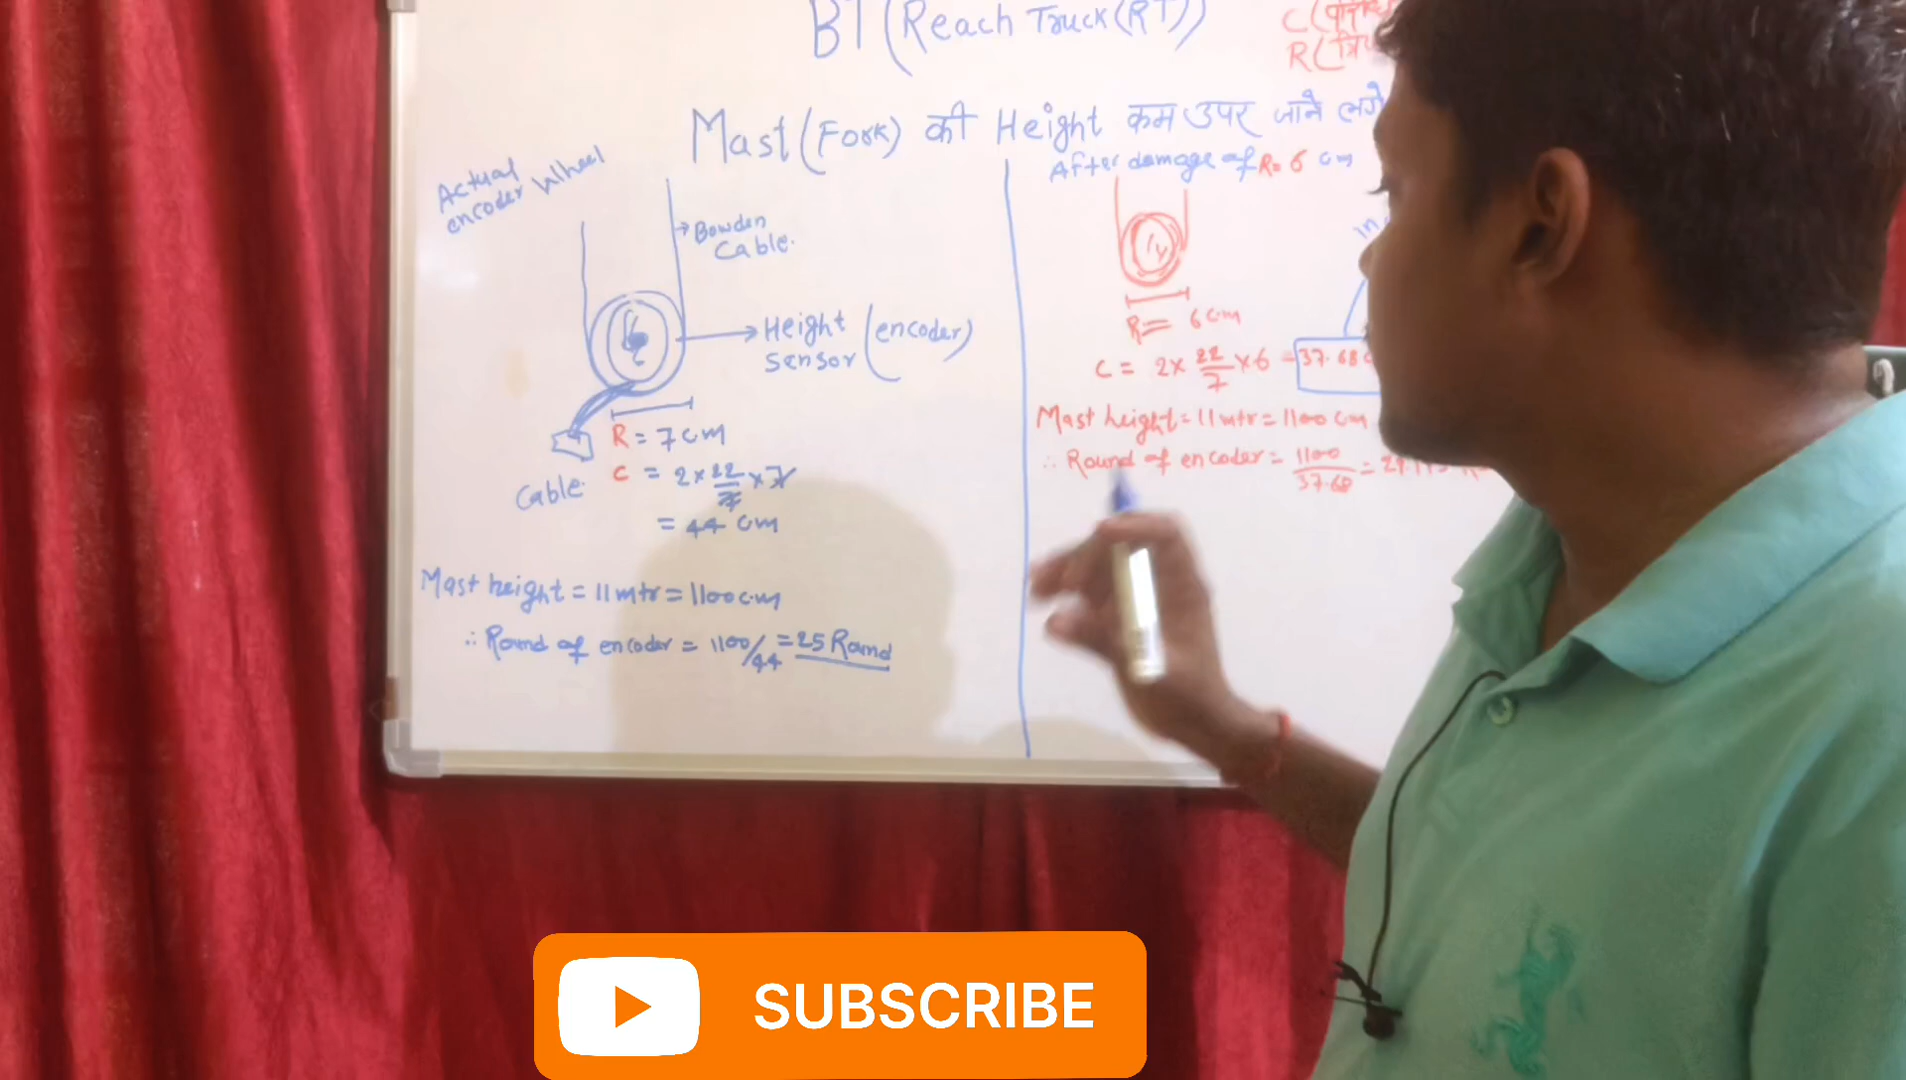 BT (Reach Truck (RT))
C (
R (
Mast (Fork) की Height कम उपर जाने लगे
Actual
encoder Wheel
Bowden
Cable.
Height
Sensor (encoder)
R = 7 cm
C = 2 x 22/7 x 7
= 44 cm
Cable
Mast height = 11 mtr = 1100 cm
∴ Round of encoder = 1100/44 = 25 Round
After damage of R= 6 cm
R = 6 cm
C = 2 x 22/7 x 6 = 37.68 c
Mast height = 11 mtr = 1100 cm
∴ Round of encoder = 1100/37.68 =
SUBSCRIBE